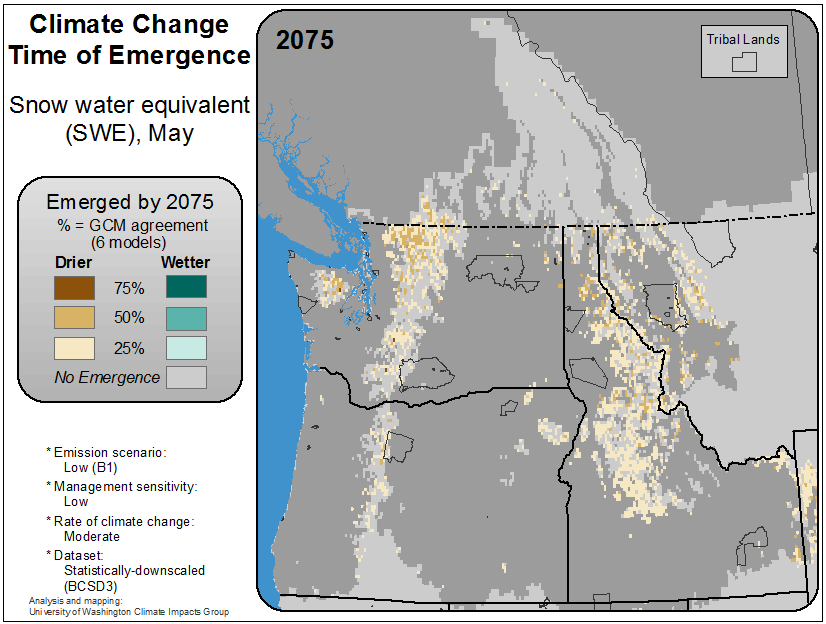 Climate Change
Time of Emergence
Snow water equivalent
(SWE), May
Emerged by 2075
% = GCM agreement
(6 models)
Drier Wetter
75%
50%
25%
No Emergence
* Emission scenario:
Low (B1)
* Management sensitivity:
Low
* Rate of climate change:
Moderate
* Dataset:
Statistically-downscaled
(BCSD3)
Analysis and mapping:
University of Washington Climate Impacts Group
2075
Tribal Lands